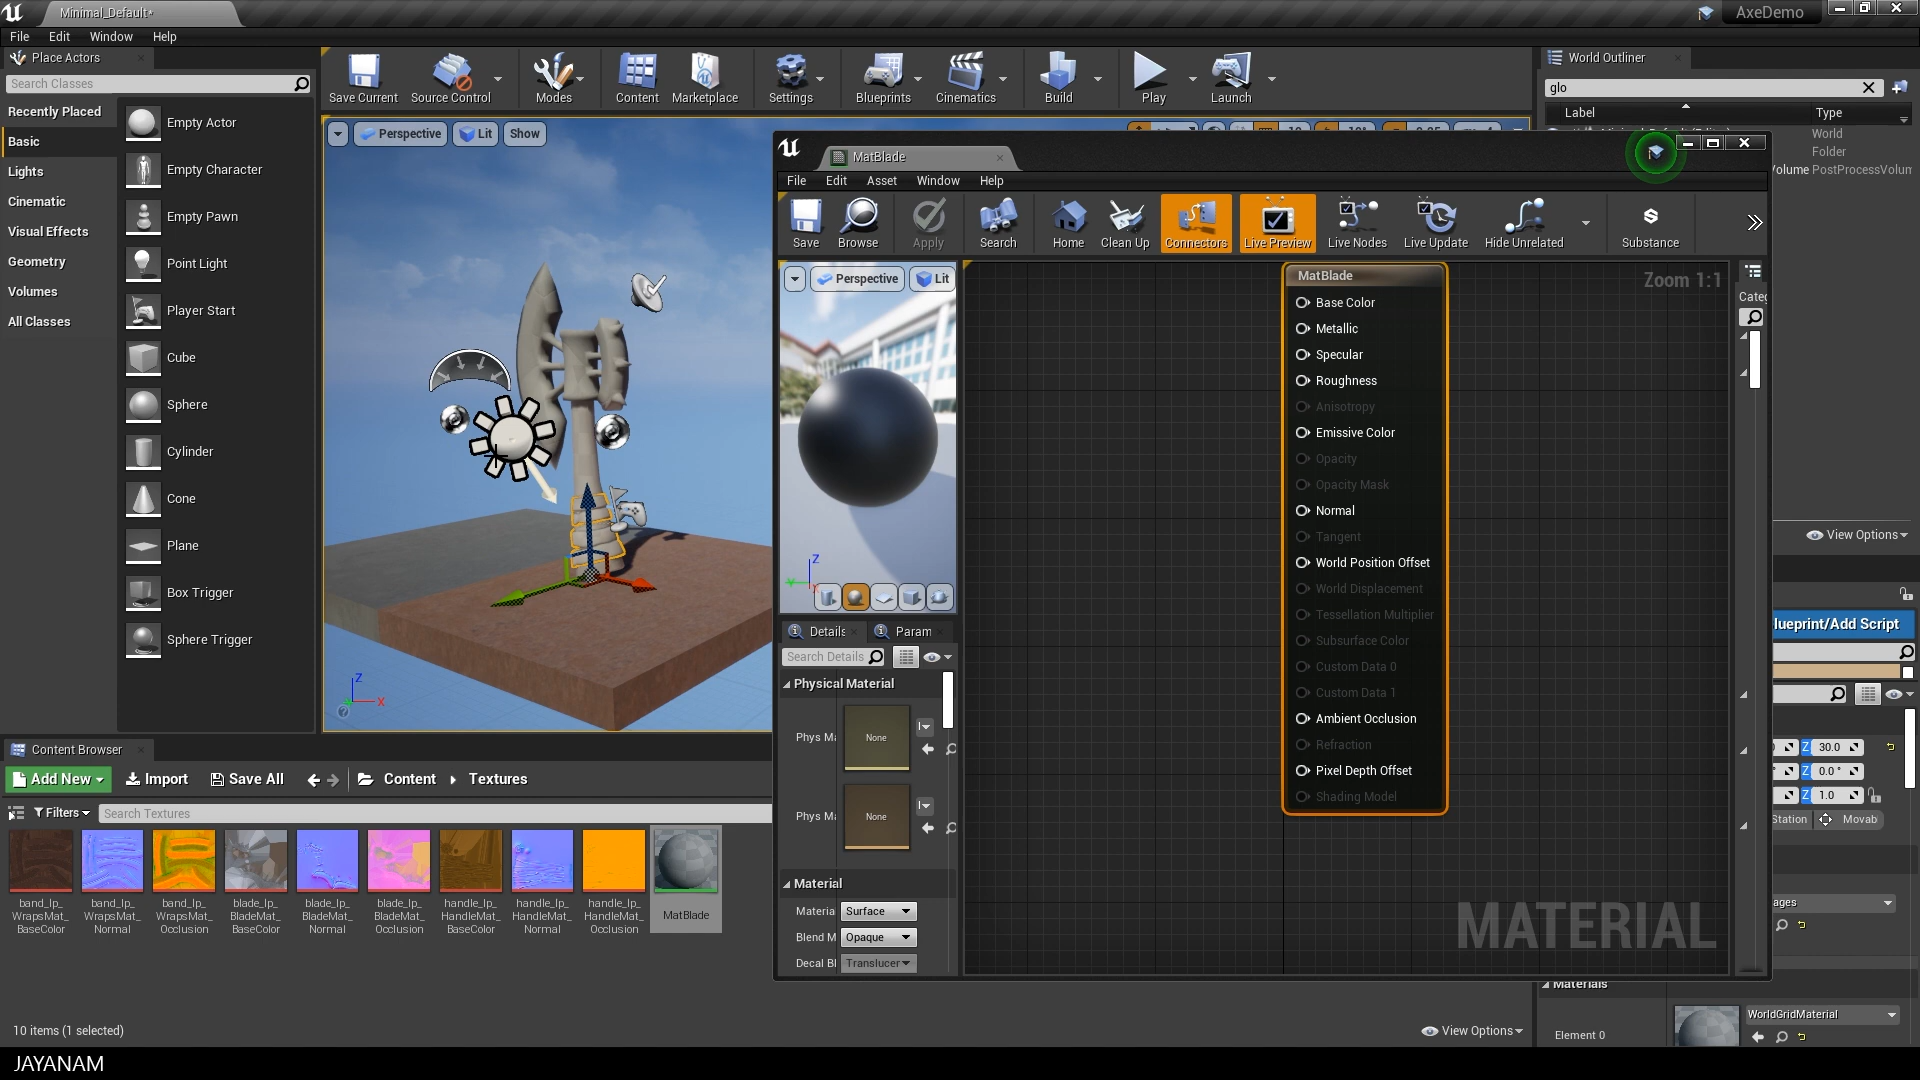 Minimal_Default*
AxeDemo
File Edit Window Help
Place Actors
Search Classes
Recently Placed
Basic
Lights
Cinematic
Visual Effects
Geometry
Volumes
All Classes
Empty Actor
Empty Character
Empty Pawn
Point Light
Player Start
Cube
Sphere
Cylinder
Cone
Plane
Box Trigger
Sphere Trigger
Save Current
Source Control
Modes
Content
Marketplace
Settings
Blueprints
Cinematics
Build
Play
Launch
Perspective Lit Show
World Outliner
glo
Label Type
World
Folder
Volume PostProcessVolum
View Options
MatBlade
File Edit Asset Window Help
Save
Browse
Apply
Search
Home
Clean Up
Connectors
Live Preview
Live Nodes
Live Update
Hide Unrelated
Substance
Perspective Lit
Zoom 1:1
MatBlade
Base Color
Metallic
Specular
Roughness
Anisotropy
Emissive Color
Opacity
Opacity Mask
Normal
Tangent
World Position Offset
World Displacement
Tessellation Multiplier
Subsurface Color
Custom Data 0
Custom Data 1
Ambient Occlusion
Refraction
Pixel Depth Offset
Shading Model
MATERIAL
Details Param
Search Details
Physical Material
Phys Ma None
Phys Ma None
Material
Materia Surface
Blend M Opaque
Decal Bl Translucer
Categ
lueprint/Add Script
Z 30.0
Z 0.0 °
Z 1.0
Station Movab
ages
Materials
Element 0
WorldGridMaterial
Content Browser
Add New Import Save All Content Textures
Filters Search Textures
band_lp_
WrapsMat_
BaseColor
band_lp_
WrapsMat_
Normal
band_lp_
WrapsMat_
Occlusion
blade_lp_
BladeMat_
BaseColor
blade_lp_
BladeMat_
Normal
blade_lp_
BladeMat_
Occlusion
handle_lp_
HandleMat_
BaseColor
handle_lp_
HandleMat_
Normal
handle_lp_
HandleMat_
Occlusion
MatBlade
10 items (1 selected)
View Options
JAYANAM